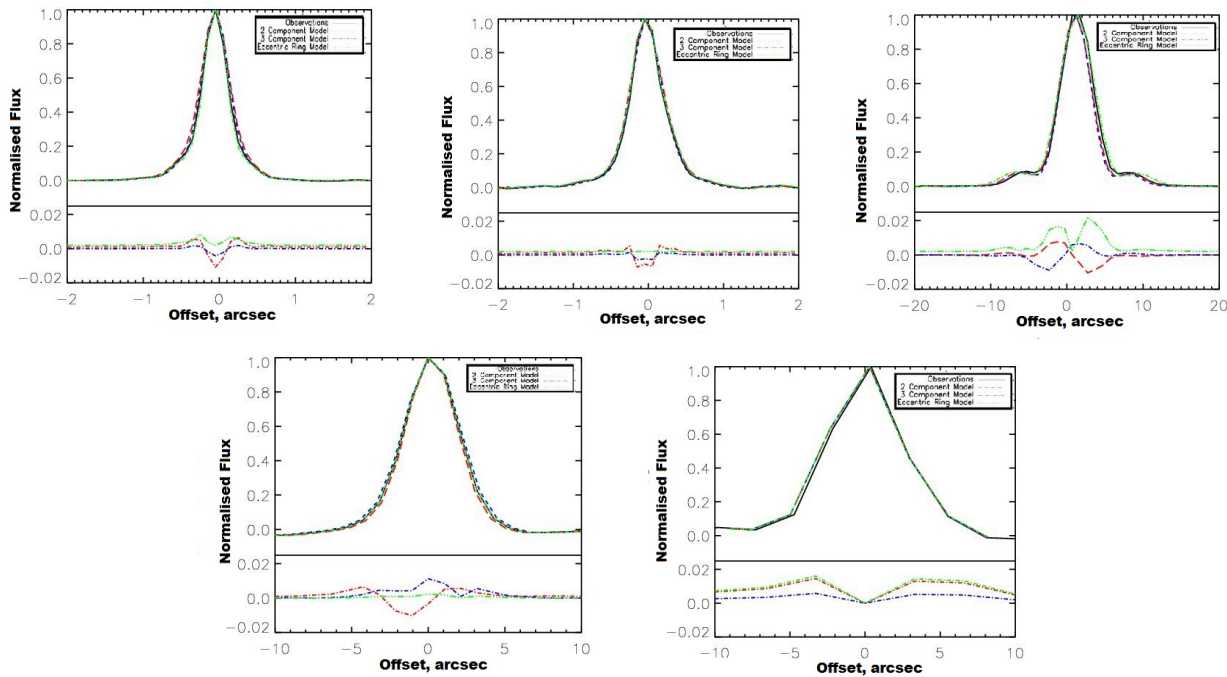 Observations
2 Component Model
3 Component Model
Eccentric Ring Model
Normalised Flux
1.0
0.8
0.6
0.4
0.2
0.0
0.02
0.0
−0.02
−2 −1 0 1 2
Offset, arcsec
Observations
2 Component Model
3 Component Model
Eccentric Ring Model
Normalised Flux
1.0
0.8
0.6
0.4
0.2
0.0
0.02
0.0
−0.02
−2 −1 0 1 2
Offset, arcsec
Observations
2 Component Model
3 Component Model
Eccentric Ring Model
Normalised Flux
1.0
0.8
0.6
0.4
0.2
0.0
0.02
0.0
−0.02
−20 −10 0 10 20
Offset, arcsec
Observations
Component Model
Eccentric Ring Model
Normalised Flux
1.0
0.8
0.6
0.4
0.2
0.0
0.02
0.0
−0.02
−10 −5 0 5 10
Offset, arcsec
Observations
2 Component Model
3 Component Model
Eccentric Ring Model
Normalised Flux
1.0
0.8
0.6
0.4
0.2
0.0
0.02
0.0
−0.02
−10 −5 0 5 10
Offset, arcsec